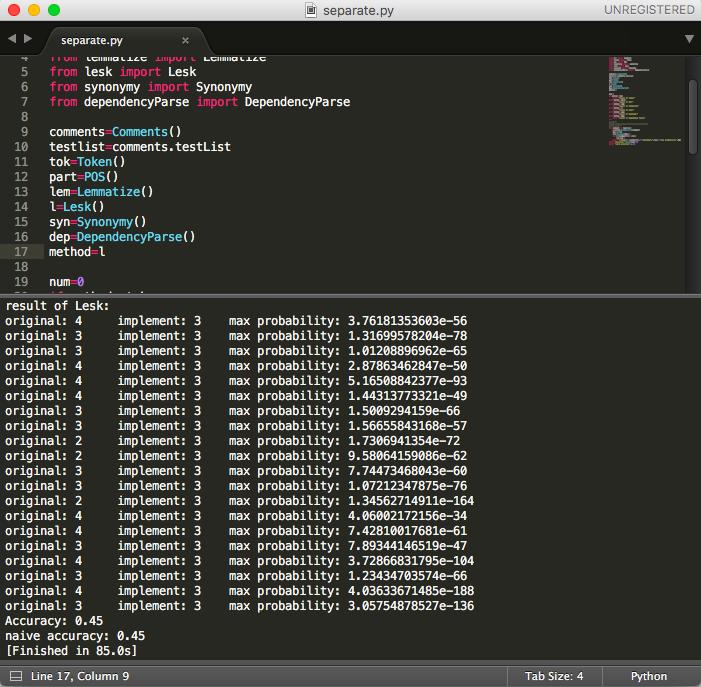 separate.py
UNREGISTERED
separate.py
4 from lemmatize import Lemmatize
5 from lesk import Lesk
6 from synonymy import Synonymy
7 from dependencyParse import DependencyParse
8
9 comments=Comments()
10 testlist=comments.testList
11 tok=Token()
12 part=POS()
13 lem=Lemmatize()
14 l=Lesk()
15 syn=Synonymy()
16 dep=DependencyParse()
17 method=l
18
19 num=0
result of Lesk:
original: 4 implement: 3 max probability: 3.76181353603e-56
original: 3 implement: 3 max probability: 1.31699578204e-78
original: 3 implement: 3 max probability: 1.01208896962e-65
original: 4 implement: 3 max probability: 2.87863462847e-50
original: 4 implement: 3 max probability: 5.16508842377e-93
original: 4 implement: 3 max probability: 1.44313773321e-49
original: 3 implement: 3 max probability: 1.5009294159e-66
original: 3 implement: 3 max probability: 1.56655843168e-57
original: 2 implement: 3 max probability: 1.7306941354e-72
original: 2 implement: 3 max probability: 9.58064159086e-62
original: 3 implement: 3 max probability: 7.74473468043e-60
original: 3 implement: 3 max probability: 1.07212347875e-76
original: 2 implement: 3 max probability: 1.34562714911e-164
original: 4 implement: 3 max probability: 4.06002172156e-34
original: 4 implement: 3 max probability: 7.42810017681e-61
original: 3 implement: 3 max probability: 7.89344146519e-47
original: 4 implement: 3 max probability: 3.72866831795e-104
original: 3 implement: 3 max probability: 1.23434703574e-66
original: 4 implement: 3 max probability: 4.03633671485e-188
original: 3 implement: 3 max probability: 3.05754878527e-136
Accuracy: 0.45
naive accuracy: 0.45
[Finished in 85.0s]
Line 17, Column 9
Tab Size: 4
Python